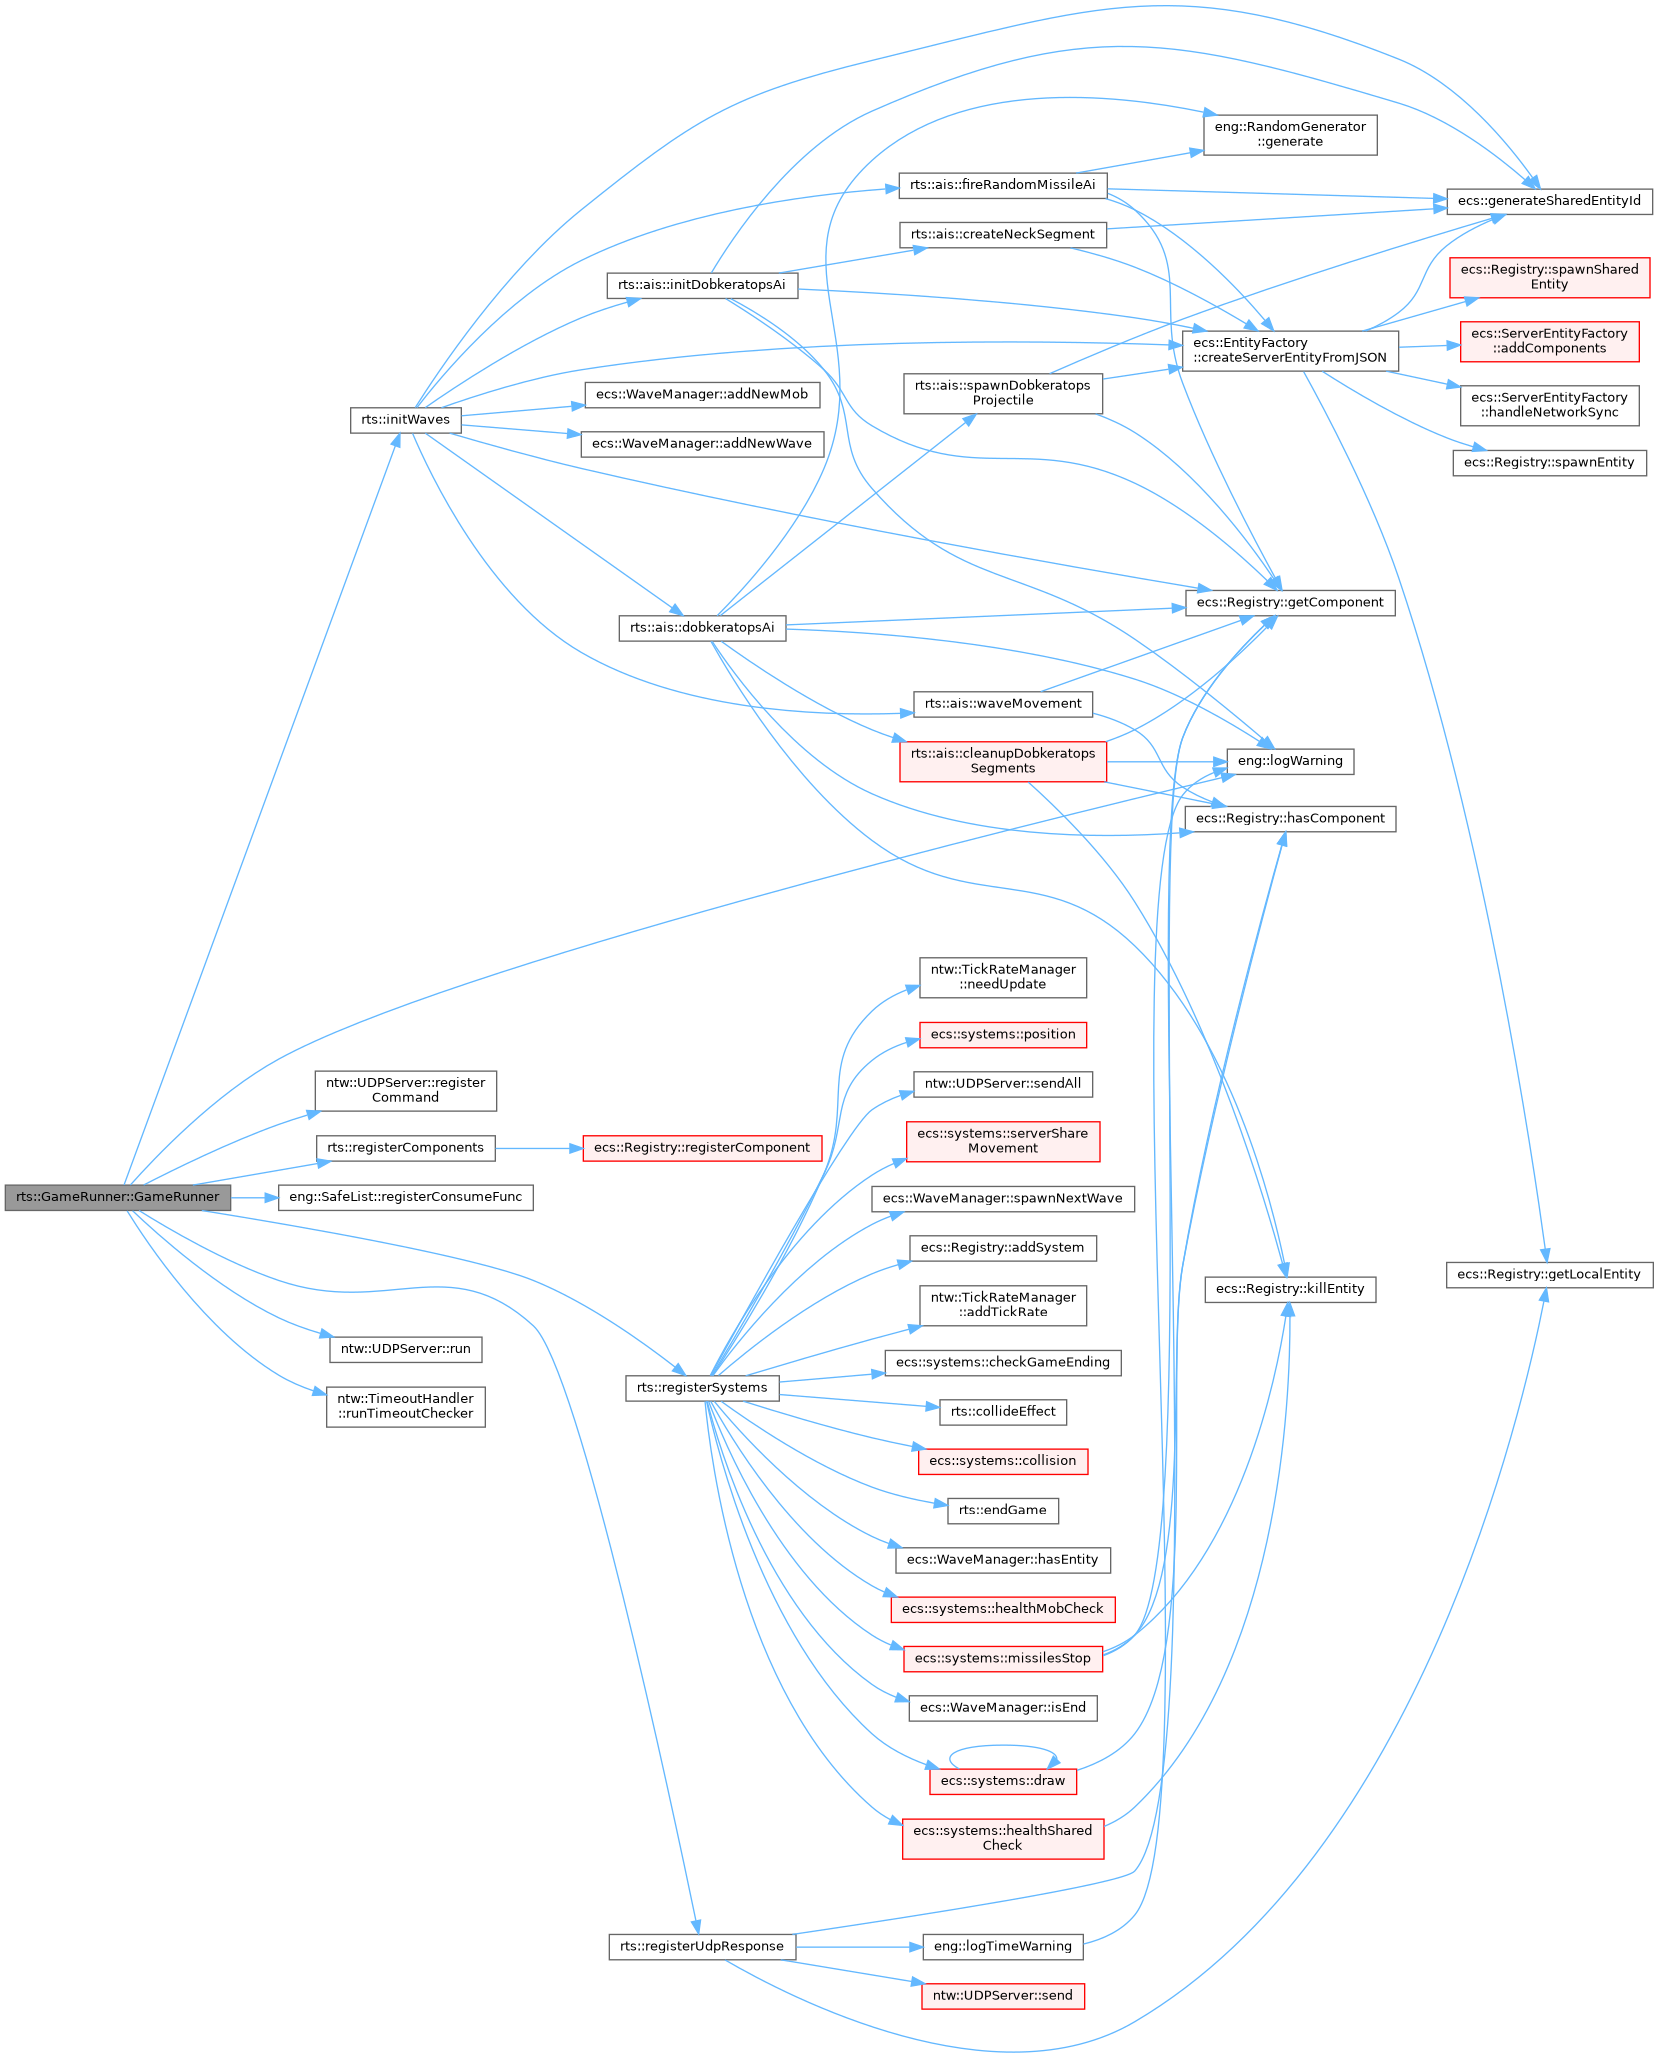 eng::RandomGenerator
::generate
rts::ais::fireRandomMissileAi
ecs::generateSharedEntityId
rts::ais::createNeckSegment
rts::ais::initDobkeratopsAi
ecs::Registry::spawnShared
Entity
ecs::EntityFactory
::createServerEntityFromJSON
ecs::ServerEntityFactory
::addComponents
rts::ais::spawnDobkeratops
Projectile
ecs::WaveManager::addNewMob
ecs::ServerEntityFactory
::handleNetworkSync
rts::initWaves
ecs::WaveManager::addNewWave
ecs::Registry::spawnEntity
ecs::Registry::getComponent
rts::ais::dobkeratopsAi
rts::ais::waveMovement
rts::ais::cleanupDobkeratops
Segments
eng::logWarning
ecs::Registry::hasComponent
ntw::TickRateManager
::needUpdate
ecs::systems::position
ntw::UDPServer::register
Command
ntw::UDPServer::sendAll
rts::registerComponents
ecs::Registry::registerComponent
ecs::systems::serverShare
Movement
rts::GameRunner::GameRunner
eng::SafeList::registerConsumeFunc
ecs::WaveManager::spawnNextWave
ecs::Registry::addSystem
ecs::Registry::getLocalEntity
ecs::Registry::killEntity
ntw::TickRateManager
::addTickRate
ntw::UDPServer::run
ecs::systems::checkGameEnding
rts::registerSystems
ntw::TimeoutHandler
::runTimeoutChecker
rts::collideEffect
ecs::systems::collision
rts::endGame
ecs::WaveManager::hasEntity
ecs::systems::healthMobCheck
ecs::systems::missilesStop
ecs::WaveManager::isEnd
ecs::systems::draw
ecs::systems::healthShared
Check
rts::registerUdpResponse
eng::logTimeWarning
ntw::UDPServer::send